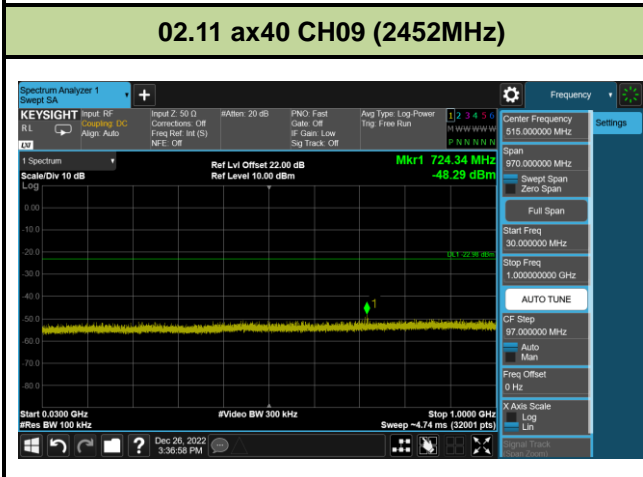 02.11 ax40 CH09 (2452MHz)
Spectrum Analyzer 1
Swept SA
+
Frequency
KEYSIGHT
RL
LXI
Input: RF
Coupling: DC
Align: Auto
Input Z: 50 Ω
Corrections: Off
Freq Ref: Int (S)
NFE: Off
#Atten: 20 dB
PNO: Fast
Gate: Off
IF Gain: Low
Sig Track: Off
Avg Type: Log-Power
Trig: Free Run
1 2 3 4 5 6
M W W W W W
P N N N N N
1 Spectrum
Scale/Div 10 dB
Log
Ref Lvl Offset 22.00 dB
Ref Level 10.00 dBm
Mkr1 724.34 MHz
-48.29 dBm
0.00
-10.0
-20.0
DL1 -22.98 dBm
-30.0
-40.0
1
-50.0
-60.0
-70.0
-80.0
Start 0.0300 GHz
#Res BW 100 kHz
#Video BW 300 kHz
Stop 1.0000 GHz
Sweep ~4.74 ms (32001 pts)
Center Frequency
515.000000 MHz
Settings
Span
970.000000 MHz
Swept Span
Zero Span
Full Span
Start Freq
30.000000 MHz
Stop Freq
1.000000000 GHz
AUTO TUNE
CF Step
97.000000 MHz
Auto
Man
Freq Offset
0 Hz
X Axis Scale
Log
Lin
Signal Track
(Span Zoom)
?
Dec 26, 2022
3:36:58 PM